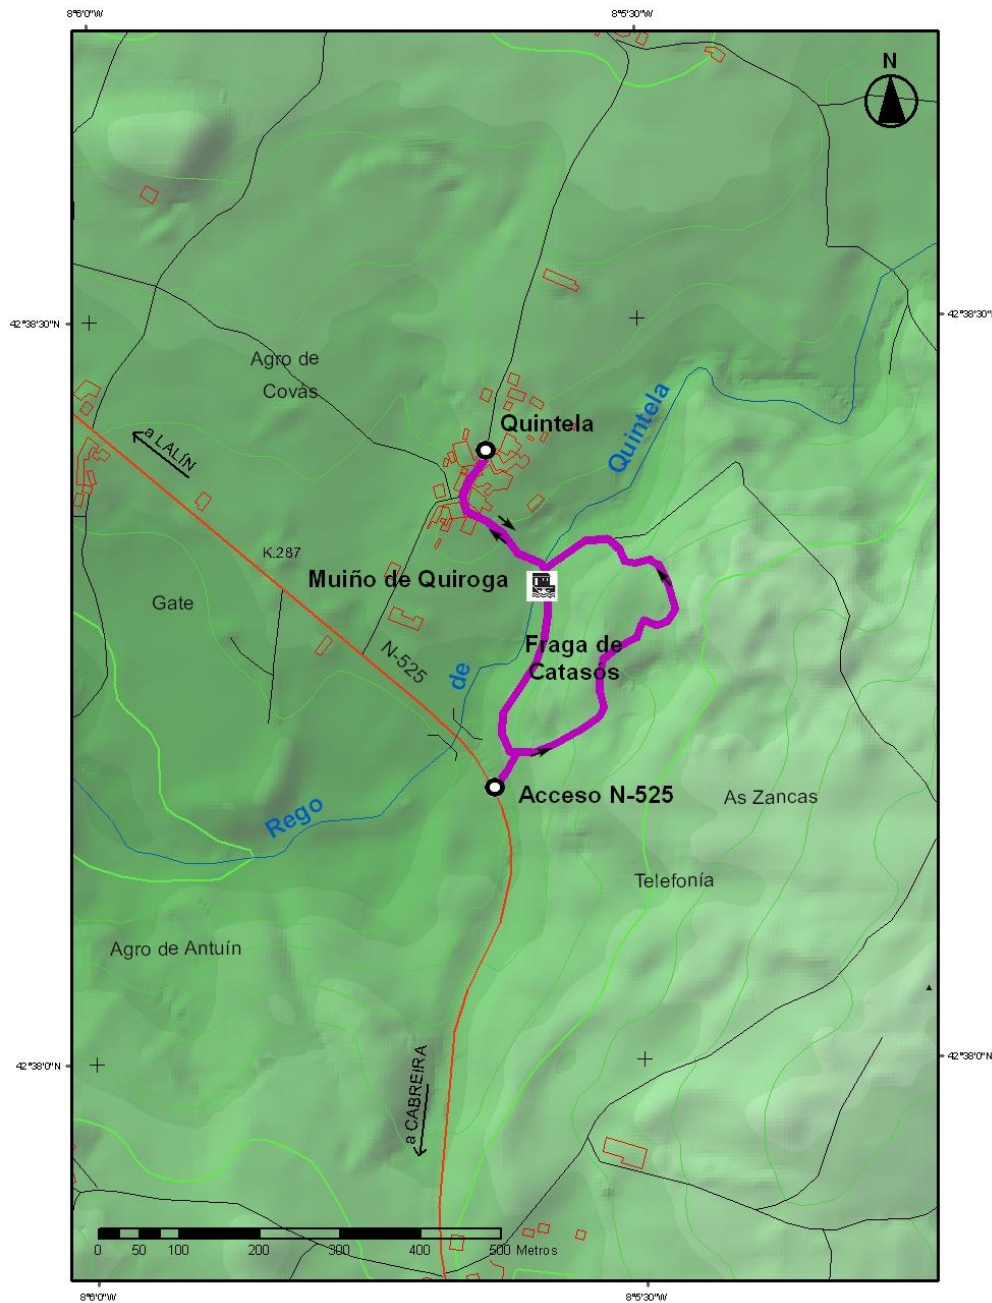 8°6'0"W
8°5'30"W
N
42°38'30"N
42°38'30"N
Agro de
Covás
Quintela
Quintela
a LALÍN
K.287
Muiño de Quiroga
Gate
Fraga de
Catasós
N-525
de
Acceso N-525
As Zancas
Rego
Telefonía
Agro de Antuín
42°38'0"N
42°38'0"N
a CABREIRA
0 50 100 200 300 400 500 Metros
8°6'0"W
8°5'30"W